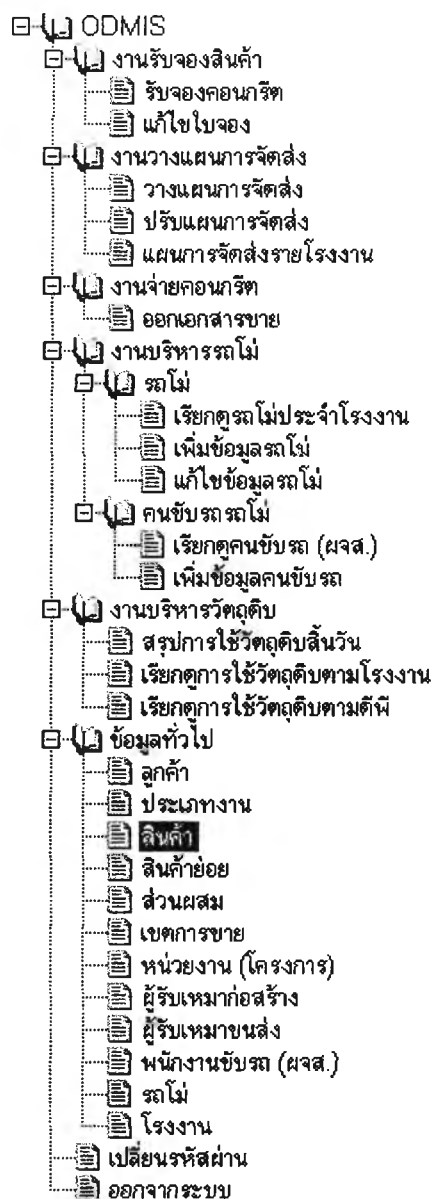 ODMIS
งานรับจองสินค้า
รับจองคอนกรีต
แก้ไขใบจอง
งานวางแผนการจัดส่ง
วางแผนการจัดส่ง
ปรับแผนการจัดส่ง
แผนการจัดส่งรายโรงงาน
งานจ่ายคอนกรีต
ออกเอกสารขาย
งานบริหารรถโม่
รถโม่
เรียกดูรถโม่ประจำโรงงาน
เพิ่มข้อมูลรถโม่
แก้ไขข้อมูลรถโม่
คนขับรถรถโม่
เรียกดูคนขับรถ (ผจส.)
เพิ่มข้อมูลคนขับรถ
งานบริหารวัตถุดิบ
สรุปการใช้วัตถุดิบสิ้นวัน
เรียกดูการใช้วัตถุดิบตามโรงงาน
เรียกดูการใช้วัตถุดิบตามดีพี
ข้อมูลทั่วไป
ลูกค้า
ประเภทงาน
สินค้า
สินค้าย่อย
ส่วนผสม
เขตการขาย
หน่วยงาน (โครงการ)
ผู้รับเหมาก่อสร้าง
ผู้รับเหมาขนส่ง
พนักงานขับรถ (ผจส.)
รถโม่
โรงงาน
เปลี่ยนรหัสผ่าน
ออกจากระบบ